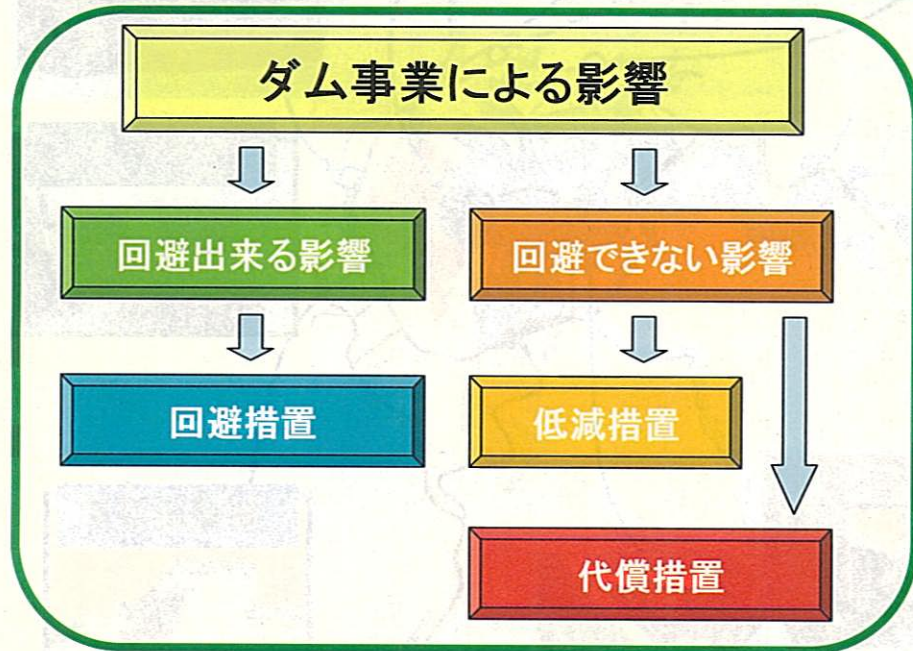 ダム事業による影響
回避出来る影響
回避できない影響
回避措置
低減措置
代償措置